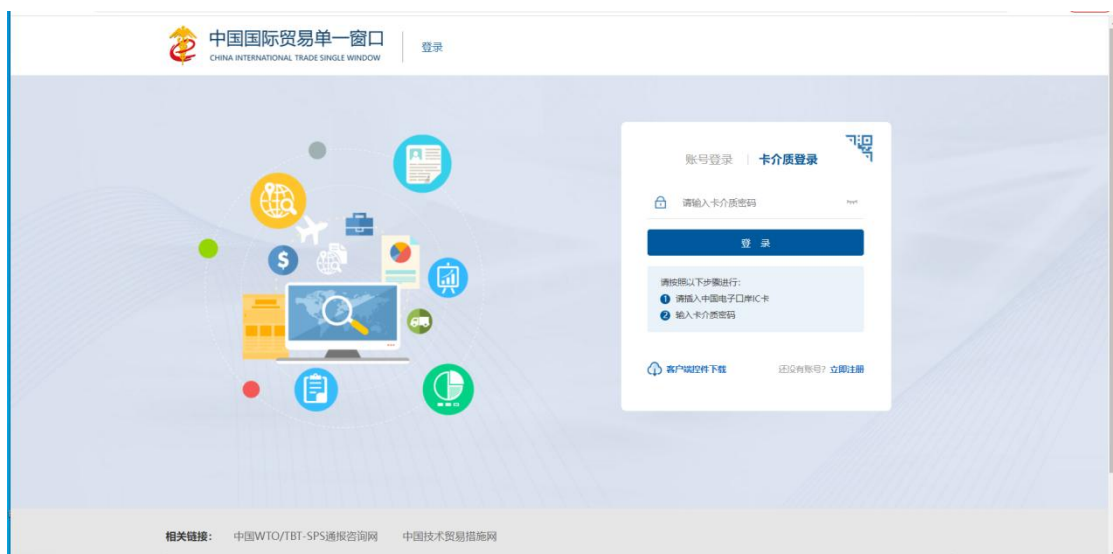 中国国际贸易单一窗口
CHINA INTERNATIONAL TRADE SINGLE WINDOW
登录
账号登录 | 卡介质登录
请输入卡介质密码
登 录
请按照以下步骤进行:
1 请插入中国电子口岸IC卡
2 输入卡介质密码
客户端控件下载
还没有账号? 立即注册
相关链接: 中国WTO/TBT-SPS通报咨询网 中国技术贸易措施网